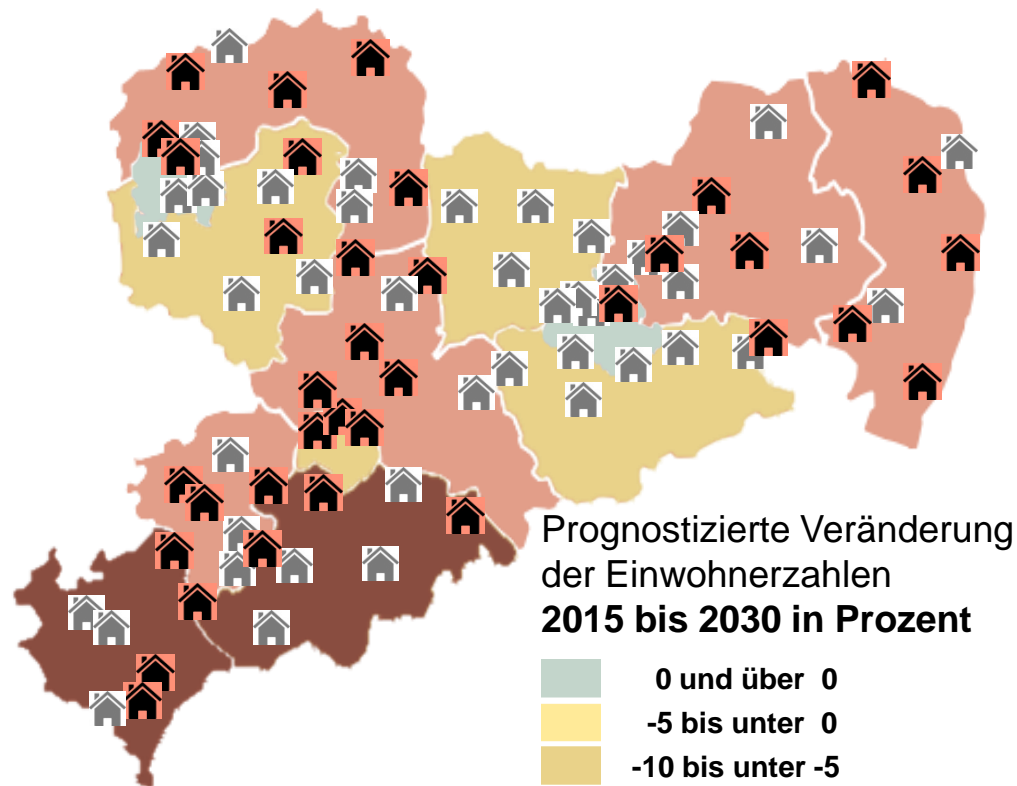 Prognostizierte Veränderung
der Einwohnerzahlen
2015 bis 2030 in Prozent
0 und über 0
-5 bis unter 0
-10 bis unter -5